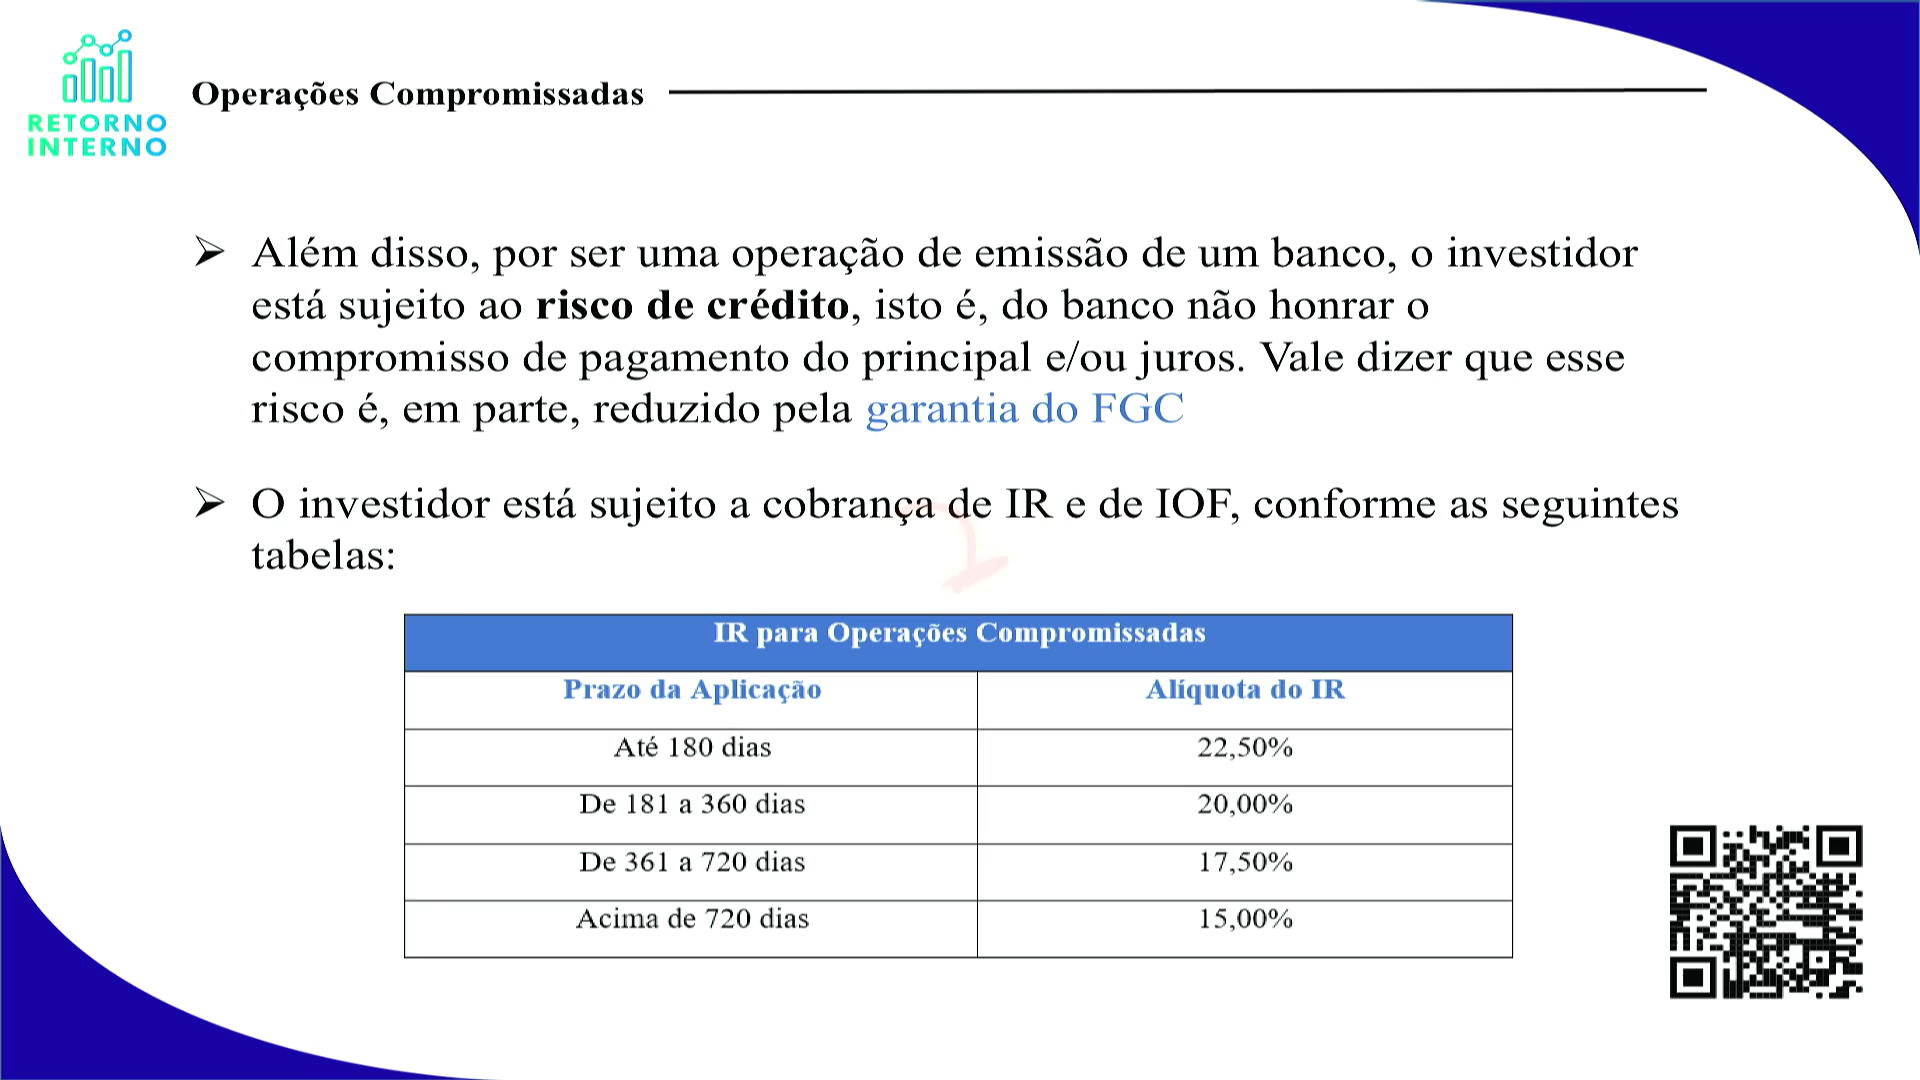 RETORNO
INTERNO
Operações Compromissadas
➢ Além disso, por ser uma operação de emissão de um banco, o investidor
está sujeito ao risco de crédito, isto é, do banco não honrar o
compromisso de pagamento do principal e/ou juros. Vale dizer que esse
risco é, em parte, reduzido pela garantia do FGC
➢ O investidor está sujeito a cobrança de IR e de IOF, conforme as seguintes
tabelas:
IR para Operações Compromissadas
Prazo da Aplicação Alíquota do IR
Até 180 dias 22,50%
De 181 a 360 dias 20,00%
De 361 a 720 dias 17,50%
Acima de 720 dias 15,00%